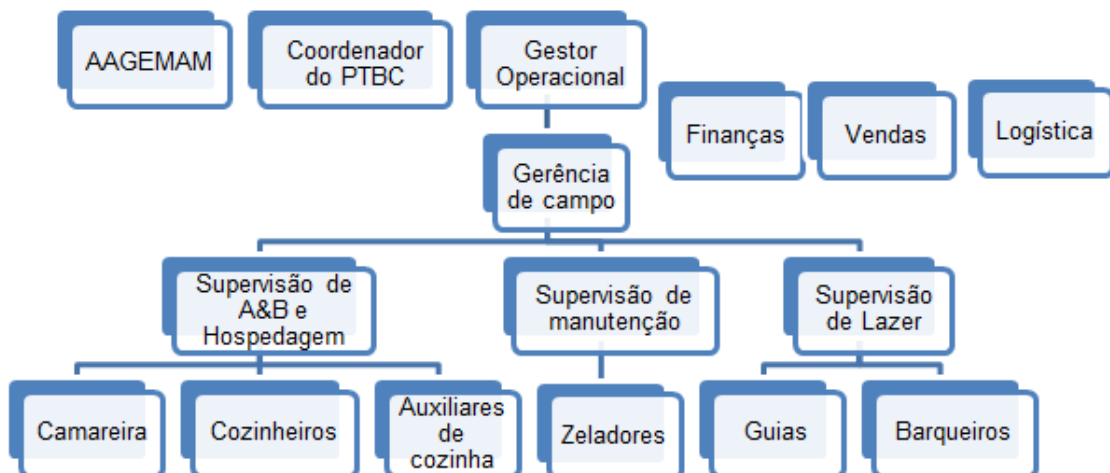 AAGEMAM
Coordenador
do PTBC
Gestor
Operacional
Finanças
Vendas
Logística
Gerência
de campo
Supervisão de
A&B e
Hospedagem
Supervisão de
manutenção
Supervisão
de Lazer
Camareira
Cozinheiros
Auxiliares
de
cozinha
Zeladores
Guias
Barqueiros